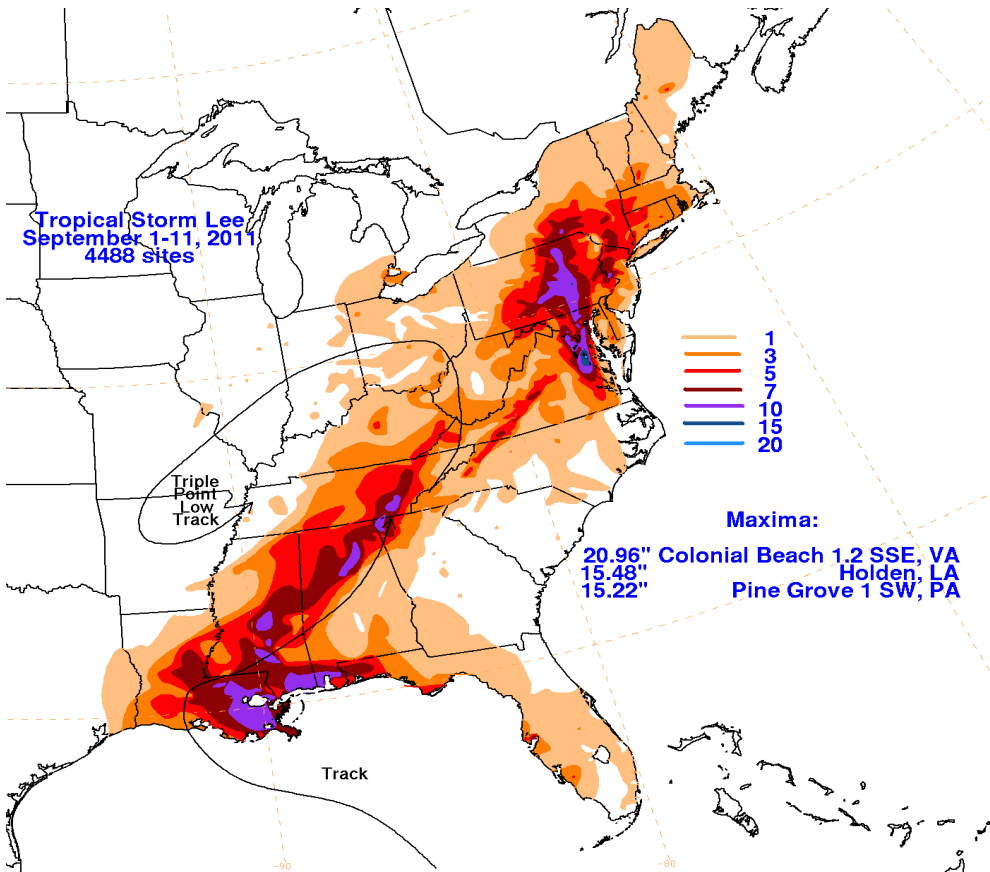 Tropical Storm Lee
September 1-11, 2011
4488 sites
1
3
5
7
10
15
20
Triple
Point
Low
Track
Maxima:
20.96" Colonial Beach 1.2 SSE, VA
15.48" Holden, LA
15.22" Pine Grove 1 SW, PA
Track
-90
-80